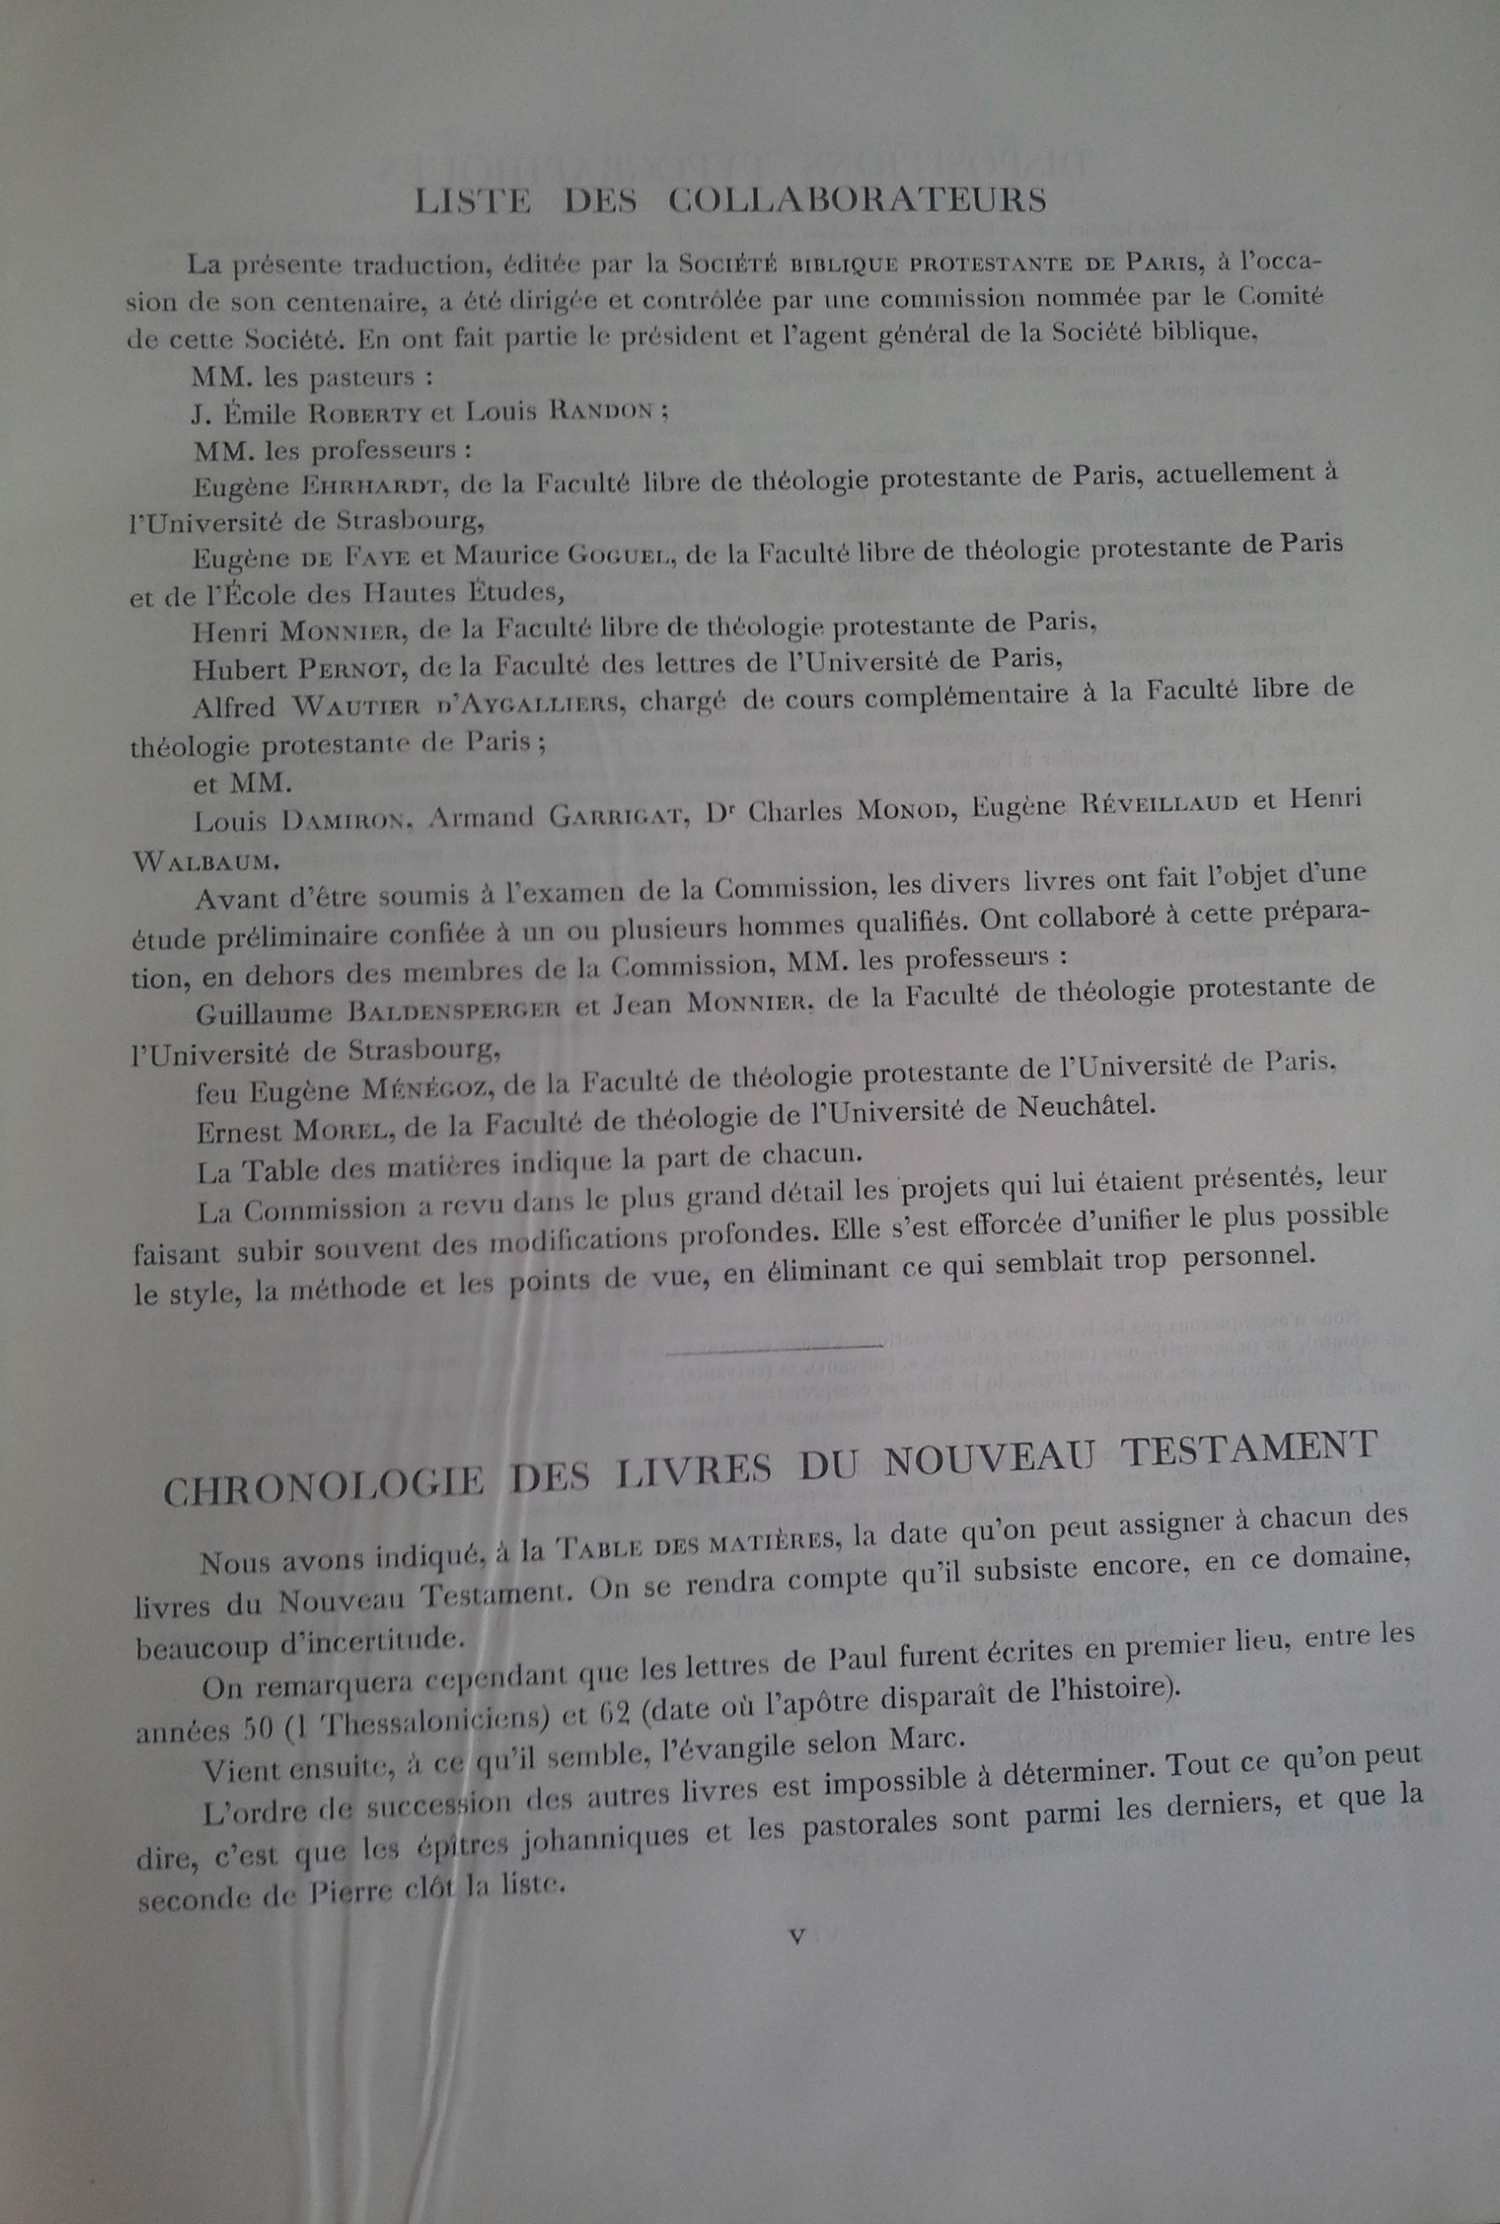 LISTE DES COLLABORATEURS
La présente traduction, éditée par la SOCIÉTÉ BIBLIQUE PROTESTANTE DE PARIS, à l'occa-
sion de son centenaire, a été dirigée et contrôlée par une commission nommée par le Comité
de cette Société. En ont fait partie le président et l'agent général de la Société biblique,
MM. les pasteurs :
J. Émile ROBERTY et Louis RANDON ;
MM. les professeurs :
Eugène EHRHARDT, de la Faculté libre de théologie protestante de Paris, actuellement à
l'Université de Strasbourg,
Eugène DE FAYE et Maurice GOGUEL, de la Faculté libre de théologie protestante de Paris
et de l'École des Hautes Études,
Henri MONNIER, de la Faculté libre de théologie protestante de Paris,
Hubert PERNOT, de la Faculté des lettres de l'Université de Paris,
Alfred WAUTIER D'AYGALLIERS, chargé de cours complémentaire à la Faculté libre de
théologie protestante de Paris ;
et MM.
Louis DAMIRON, Armand GARRIGAT, Dr Charles MONOD, Eugène RÉVEILLAUD et Henri
WALBAUM.
Avant d'être soumis à l'examen de la Commission, les divers livres ont fait l'objet d'une
étude préliminaire confiée à un ou plusieurs hommes qualifiés. Ont collaboré à cette prépara-
tion, en dehors des membres de la Commission, MM. les professeurs :
Guillaume BALDENSPERGER et Jean MONNIER, de la Faculté de théologie protestante de
l'Université de Strasbourg,
feu Eugène MÉNÉGOZ, de la Faculté de théologie protestante de l'Université de Paris,
Ernest MOREL, de la Faculté de théologie de l'Université de Neuchâtel.
La Table des matières indique la part de chacun.
La Commission a revu dans le plus grand détail les projets qui lui étaient présentés, leur
faisant subir souvent des modifications profondes. Elle s'est efforcée d'unifier le plus possible
le style, la méthode et les points de vue, en éliminant ce qui semblait trop personnel.
CHRONOLOGIE DES LIVRES DU NOUVEAU TESTAMENT
Nous avons indiqué, à la TABLE DES MATIÈRES, la date qu'on peut assigner à chacun des
livres du Nouveau Testament. On se rendra compte qu'il subsiste encore, en ce domaine,
beaucoup d'incertitude.
On remarquera cependant que les lettres de Paul furent écrites en premier lieu, entre les
années 50 (1 Thessaloniciens) et 62 (date où l'apôtre disparaît de l'histoire).
Vient ensuite, à ce qu'il semble, l'évangile selon Marc.
L'ordre de succession des autres livres est impossible à déterminer. Tout ce qu'on peut
dire, c'est que les épîtres johanniques et les pastorales sont parmi les derniers, et que la
seconde de Pierre clôt la liste.
V